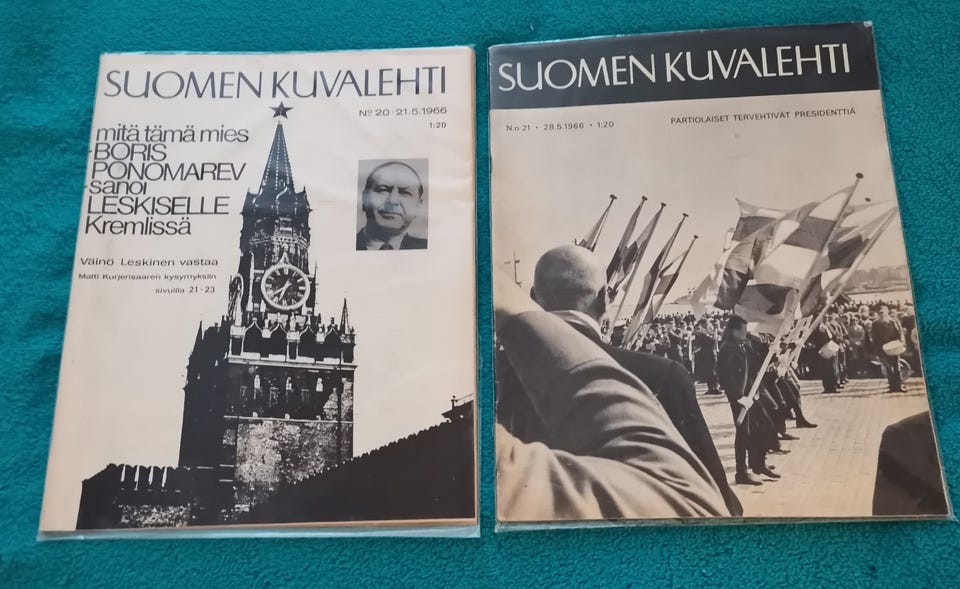 SUOMEN KUVALEHTI
No 20 · 21.5.1966
1:20
mitä tämä mies
BORIS
PONOMAREV
sanoi
LESKISELLE
Kremlissä
Väinö Leskinen vastaa
Matti Kurjensaaren kysymyksiin
sivuilla 21-23
SUOMEN KUVALEHTI
N:o 21 • 28.5.1966 • 1:20
PARTIOLAISET TERVEHTIVÄT PRESIDENTTIÄ